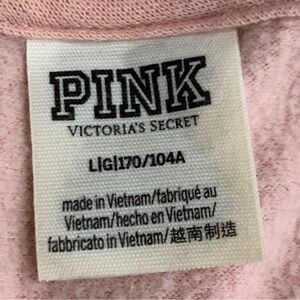 PINK
VICTORIA'S SECRET
L|G|170/104A
made in Vietnam/fabriqué au
Vietnam/hecho en Vietnam/
fabbricato in Vietnam/越南制造